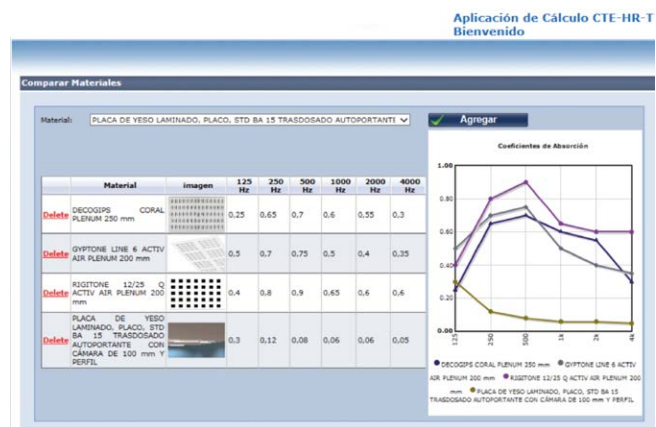 Aplicación de Cálculo CTE-HR-T
Bienvenido
Comparar Materiales
Material: PLACA DE YESO LAMINADO, PLACO, STD BA 15 TRASDOSADO AUTOPORTANTE
Agregar
Material imagen 125 Hz 250 Hz 500 Hz 1000 Hz 2000 Hz 4000 Hz
Delete DECOGIPS CORAL
PLENUM 250 mm
0,25 0,65 0,7 0,6 0,55 0,3
Delete GYPTONE LINE 6 ACTIV
AIR PLENUM 200 mm
0,5 0,7 0,75 0,5 0,4 0,35
Delete RIGITONE 12/25 Q
ACTIV AIR PLENUM 200
mm
0,4 0,8 0,9 0,65 0,6 0,6
Delete PLACA DE YESO
LAMINADO, PLACO, STD
BA 15 TRASDOSADO
AUTOPORTANTE CON
CÁMARA DE 100 mm Y
PERFIL
0,3 0,12 0,08 0,06 0,06 0,05
Coeficientes de Absorción
1.00
0.80
0.60
0.40
0.20
0.00
125 250 500 1k 2k 4k
DECOGIPS CORAL PLENUM 250 mm GYPTONE LINE 6 ACTIV
AIR PLENUM 200 mm RIGITONE 12/25 Q ACTIV AIR PLENUM 200
mm PLACA DE YESO LAMINADO, PLACO, STD BA 15
TRASDOSADO AUTOPORTANTE CON CÁMARA DE 100 mm Y PERFIL